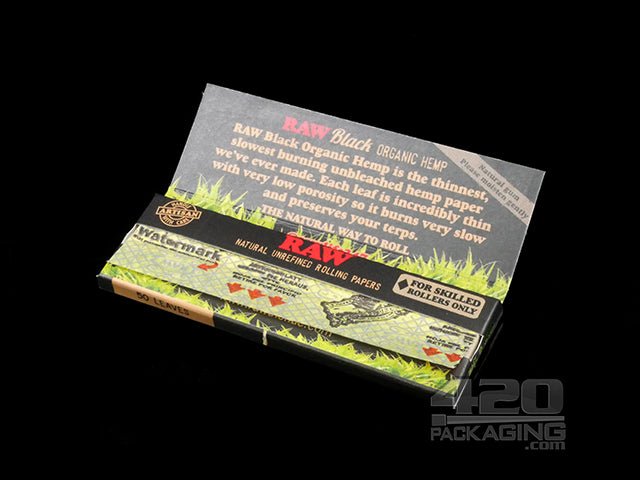 RAW Black ORGANIC HEMP
RAW Black Organic Hemp is the thinnest,
slowest burning unbleached hemp paper
we've ever made. Each leaf is incredibly thin
with very low porosity so it burns very slow
and preserves your terps.
THE NATURAL WAY TO ROLL
Natural gum
Please moisten gently
ARTISAN
RAW
NATURAL UNREFINED ROLLING PAPERS
FOR SKILLED
ROLLERS ONLY
Watermark
50 LEAVES
420
PACKAGING
.com